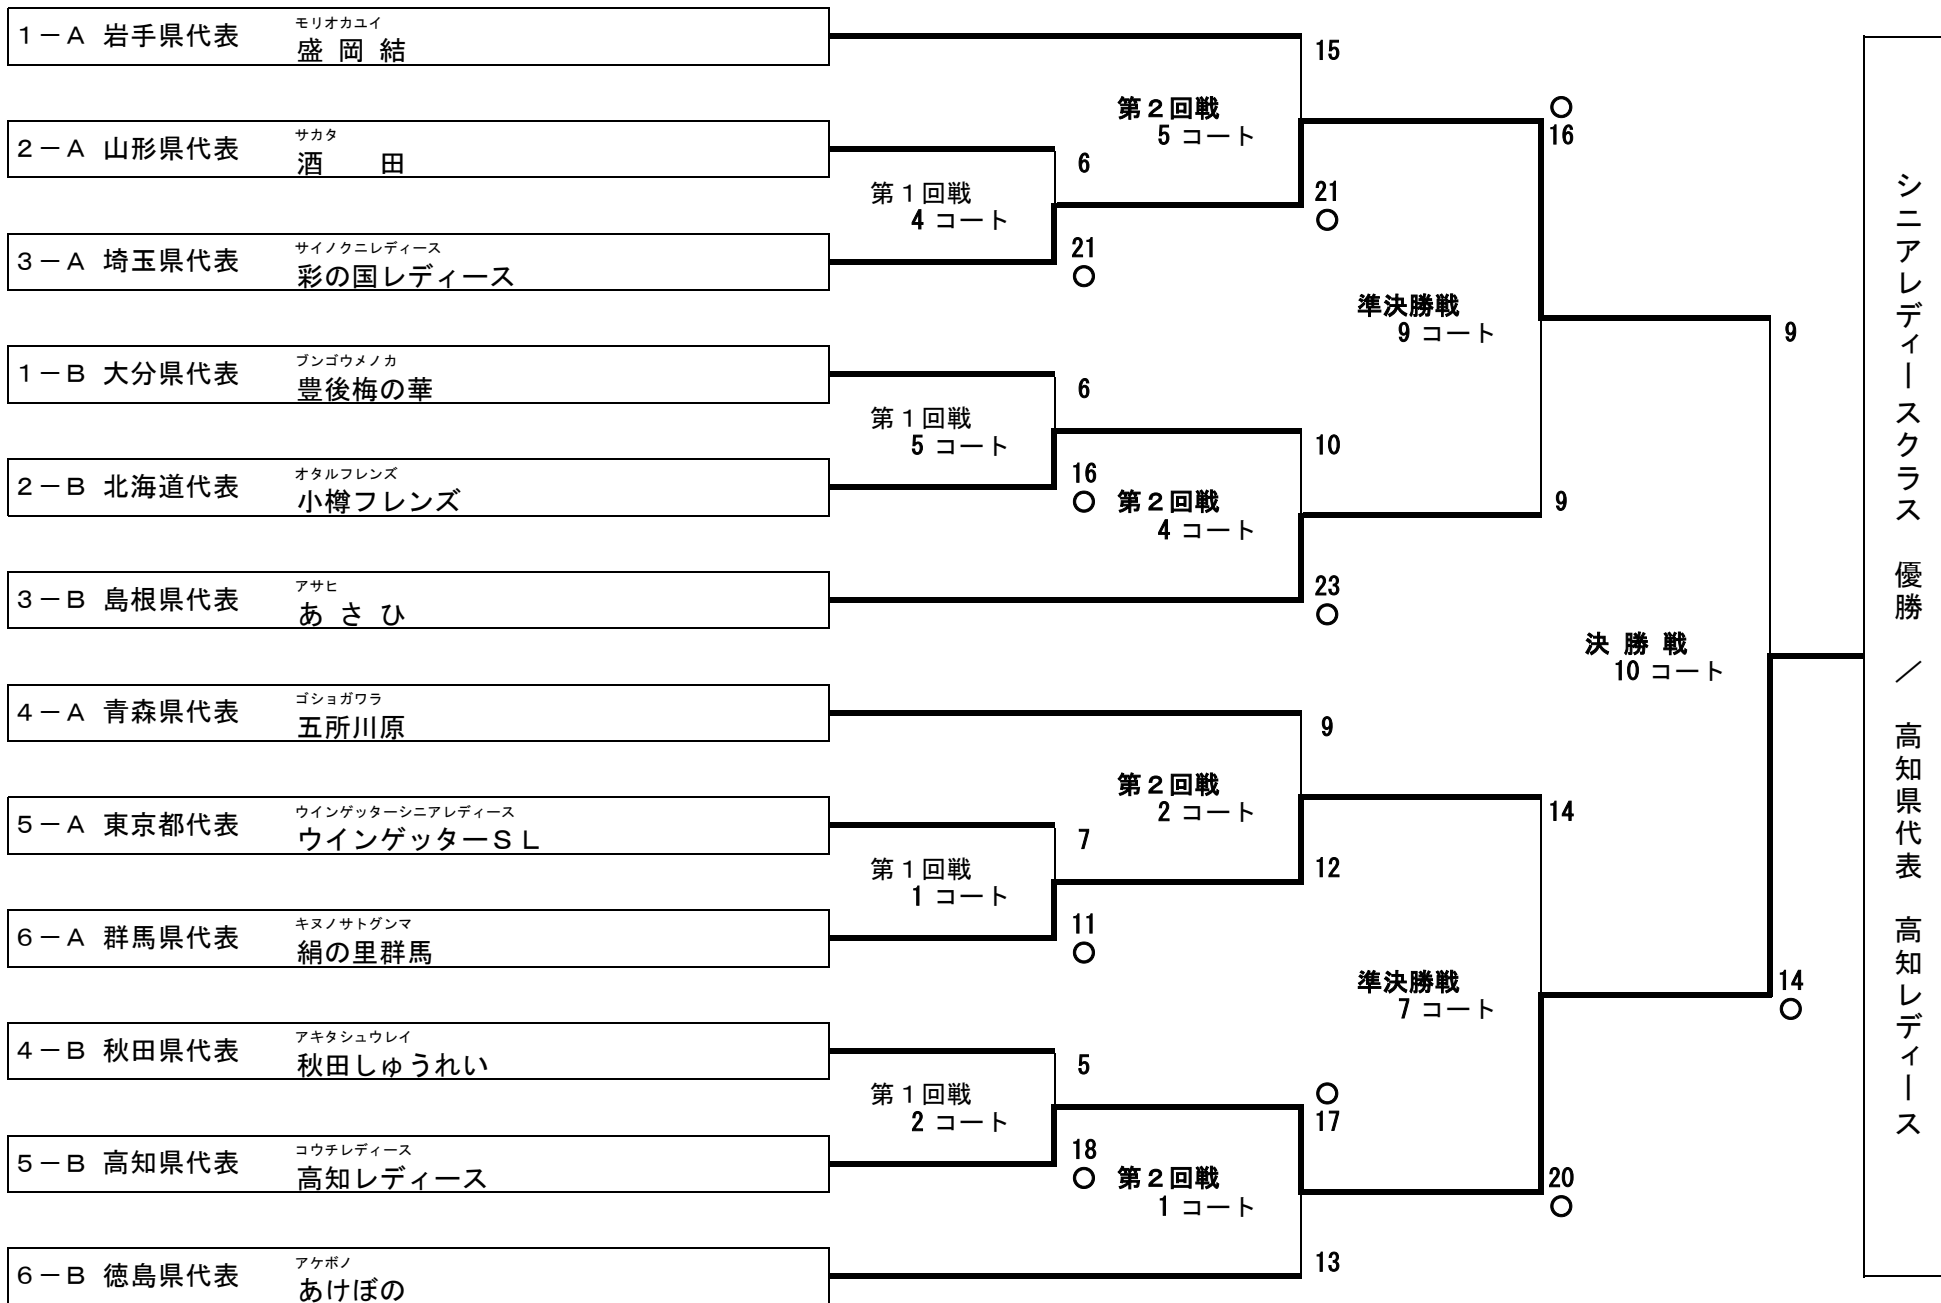 モリオカユイ
1－A 岩手県代表 盛 岡 結
15
サカタ
2－A 山形県代表 酒 田
第１回戦
4 コート
6
21
○
第２回戦
5 コート
21
○
サイノクニレディース
3－A 埼玉県代表 彩の国レディース
○
16
準決勝戦
9 コート
ブンゴウメノカ
1－B 大分県代表 豊後梅の華
第１回戦
5 コート
6
16
○
オタルフレンズ
2－B 北海道代表 小樽フレンズ
10
第２回戦
4 コート
23
○
9
アサヒ
3－B 島根県代表 あ さ ひ
9
決 勝 戦
10 コート
ゴショガワラ
4－A 青森県代表 五所川原
9
第２回戦
2 コート
12
ウインゲッターシニアレディース
5－A 東京都代表 ウインゲッターＳＬ
第１回戦
1 コート
7
11
○
キヌノサトグンマ
6－A 群馬県代表 絹の里群馬
14
準決勝戦
7 コート
20
○
14
○
アキタシュウレイ
4－B 秋田県代表 秋田しゅうれい
第１回戦
2 コート
5
18
○
コウチレディース
5－B 高知県代表 高知レディース
○
17
第２回戦
1 コート
13
アケボノ
6－B 徳島県代表 あけぼの
シニアレディースクラス 優勝 ／ 高知県代表 高知レディース